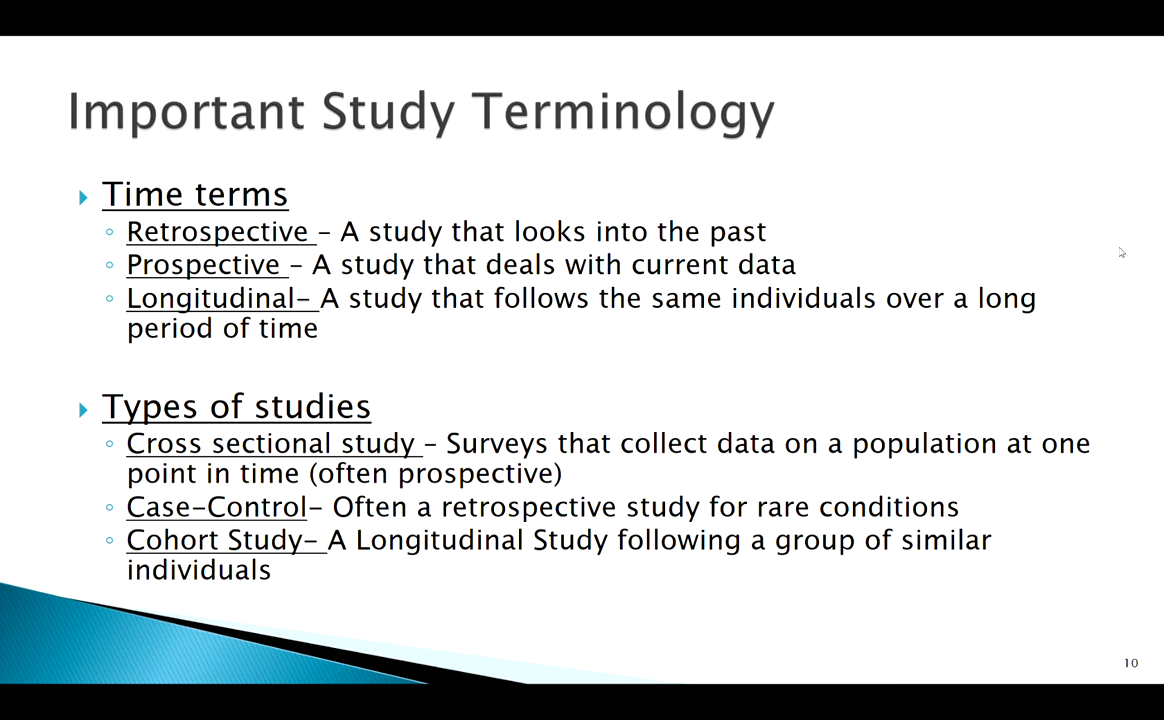 Important Study Terminology
Time terms
Retrospective – A study that looks into the past
Prospective – A study that deals with current data
Longitudinal– A study that follows the same individuals over a long
period of time
Types of studies
Cross sectional study – Surveys that collect data on a population at one
point in time (often prospective)
Case–Control– Often a retrospective study for rare conditions
Cohort Study– A Longitudinal Study following a group of similar
individuals
10